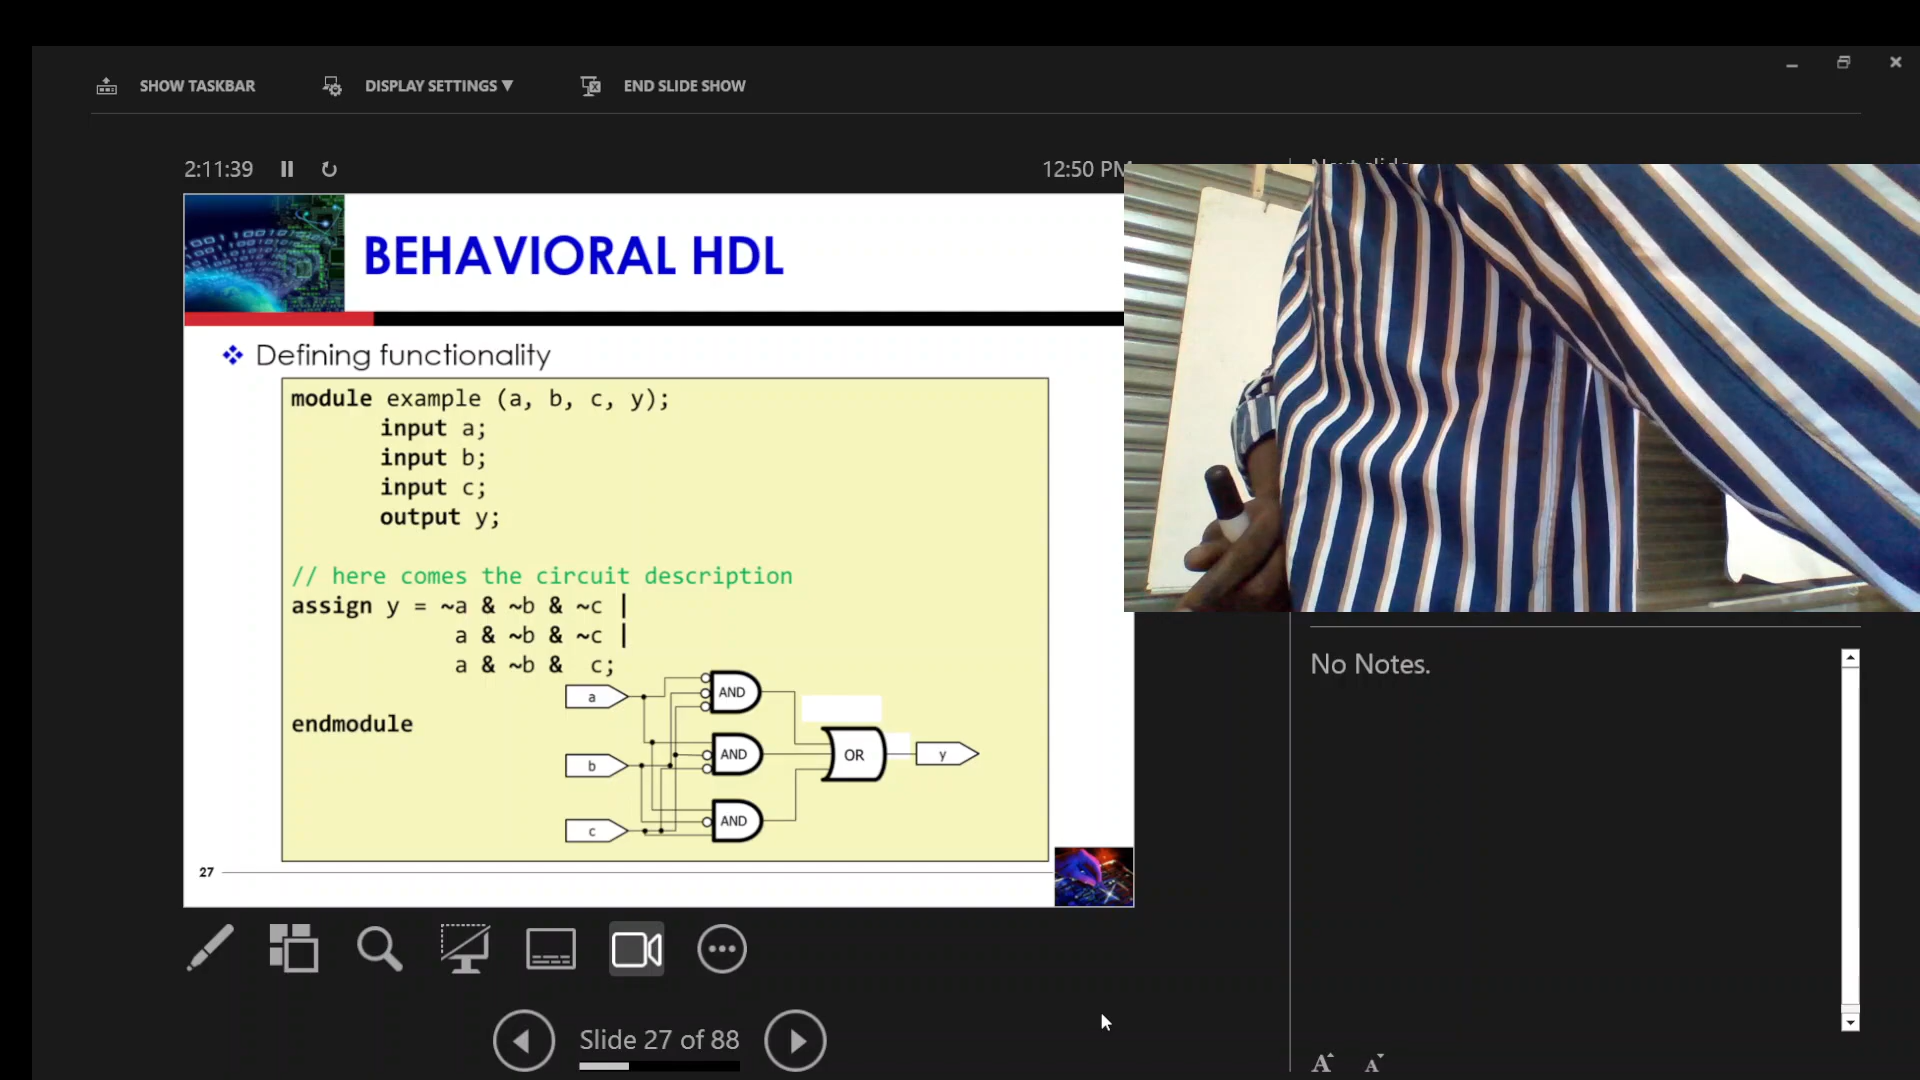 SHOW TASKBAR
DISPLAY SETTINGS ▼
END SLIDE SHOW
2:11:39
12:50 PM
Next slide
BEHAVIORAL HDL
❖ Defining functionality
module example (a, b, c, y);
input a;
input b;
input c;
output y;
// here comes the circuit description
assign y = ~a & ~b & ~c |
a & ~b & ~c |
a & ~b & c;
endmodule
a
b
c
AND
AND
AND
OR
y
27
No Notes.
Slide 27 of 88
A
A